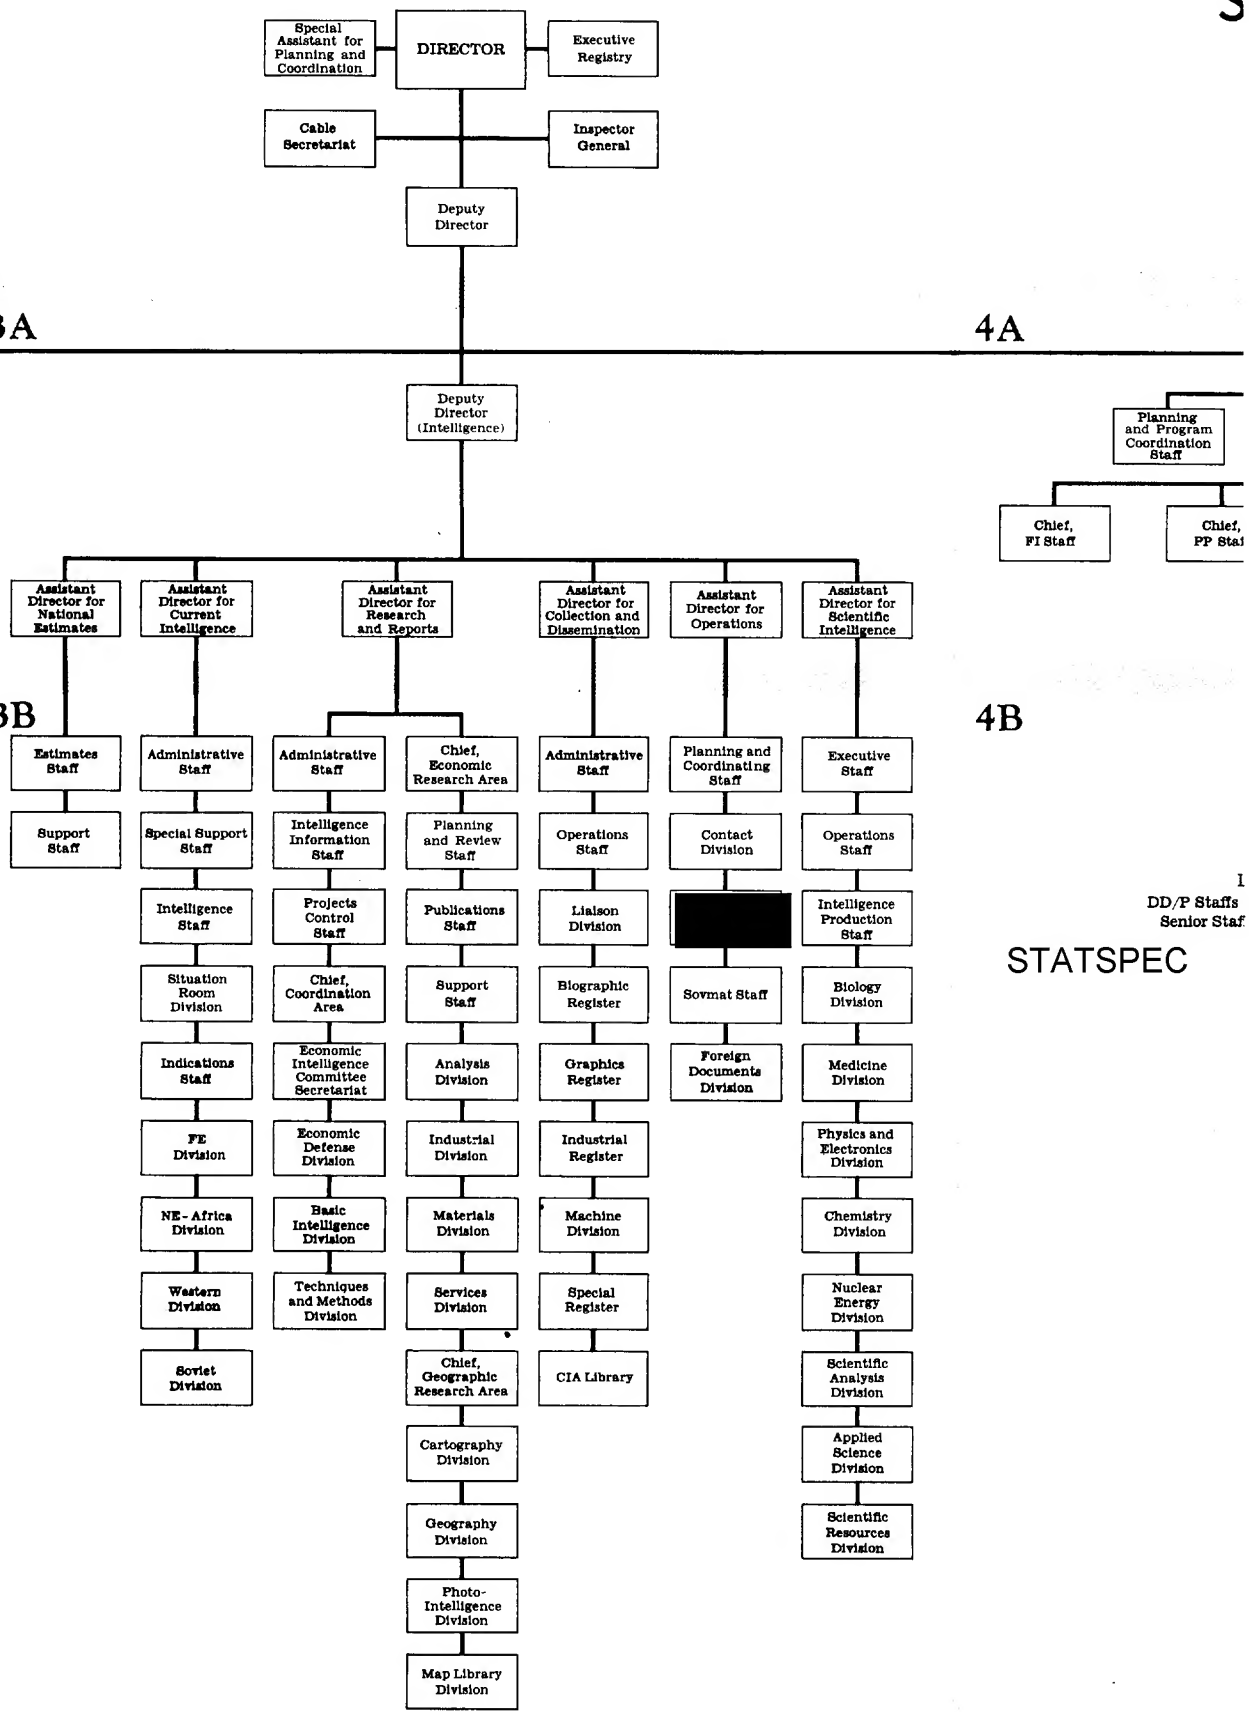 S
Special
Assistant for
Planning and
Coordination
DIRECTOR
Executive
Registry
Cable
Secretariat
Inspector
General
Deputy
Director
3A
4A
Deputy
Director
(Intelligence)
Planning
and Program
Coordination
Staff
Chief,
FI Staff
Chief,
PP Staf
Assistant
Director for
National
Estimates
Assistant
Director for
Current
Intelligence
Assistant
Director for
Research
and Reports
Assistant
Director for
Collection and
Dissemination
Assistant
Director for
Operations
Assistant
Director for
Scientific
Intelligence
3B
4B
Estimates
Staff
Support
Staff
Administrative
Staff
Special Support
Staff
Intelligence
Staff
Situation
Room
Division
Indications
Staff
FE
Division
NE-Africa
Division
Western
Division
Soviet
Division
Administrative
Staff
Intelligence
Information
Staff
Projects
Control
Staff
Chief,
Coordination
Area
Economic
Intelligence
Committee
Secretariat
Economic
Defense
Division
Basic
Intelligence
Division
Techniques
and Methods
Division
Chief,
Economic
Research Area
Planning
and Review
Staff
Publications
Staff
Support
Staff
Analysis
Division
Industrial
Division
Materials
Division
Services
Division
Chief,
Geographic
Research Area
Cartography
Division
Geography
Division
Photo-
Intelligence
Division
Map Library
Division
Administrative
Staff
Operations
Staff
Liaison
Division
Biographic
Register
Graphics
Register
Industrial
Register
Machine
Division
Special
Register
CIA Library
Planning and
Coordinating
Staff
Contact
Division
Sovmat Staff
Foreign
Documents
Division
Executive
Staff
Operations
Staff
Intelligence
Production
Staff
Biology
Division
Medicine
Division
Physics and
Electronics
Division
Chemistry
Division
Nuclear
Energy
Division
Scientific
Analysis
Division
Applied
Science
Division
Scientific
Resources
Division
DD/P Staffs
Senior Staf
STATSPEC